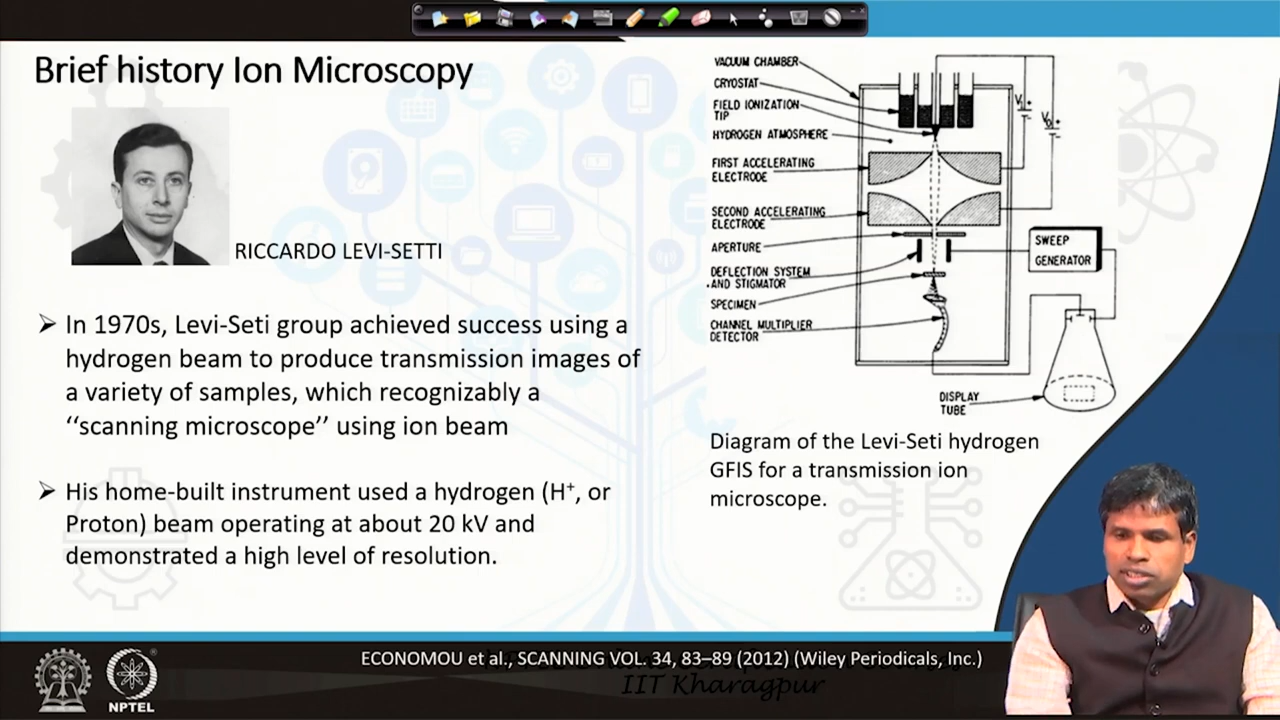 Brief history Ion Microscopy
RICCARDO LEVI-SETTI
➤ In 1970s, Levi-Seti group achieved success using a
hydrogen beam to produce transmission images of
a variety of samples, which recognizably a
‘‘scanning microscope’’ using ion beam
➤ His home-built instrument used a hydrogen (H⁺, or
Proton) beam operating at about 20 kV and
demonstrated a high level of resolution.
VACUUM CHAMBER
CRYOSTAT
FIELD IONIZATION
TIP
HYDROGEN ATMOSPHERE
FIRST ACCELERATING
ELECTRODE
SECOND ACCELERATING
ELECTRODE
APERTURE
DEFLECTION SYSTEM
AND STIGMATOR
SPECIMEN
CHANNEL MULTIPLIER
DETECTOR
SWEEP
GENERATOR
DISPLAY
TUBE
Diagram of the Levi-Seti hydrogen
GFIS for a transmission ion
microscope.
ECONOMOU et al., SCANNING VOL. 34, 83–89 (2012) (Wiley Periodicals, Inc.)
IIT Kharagpur
NPTEL